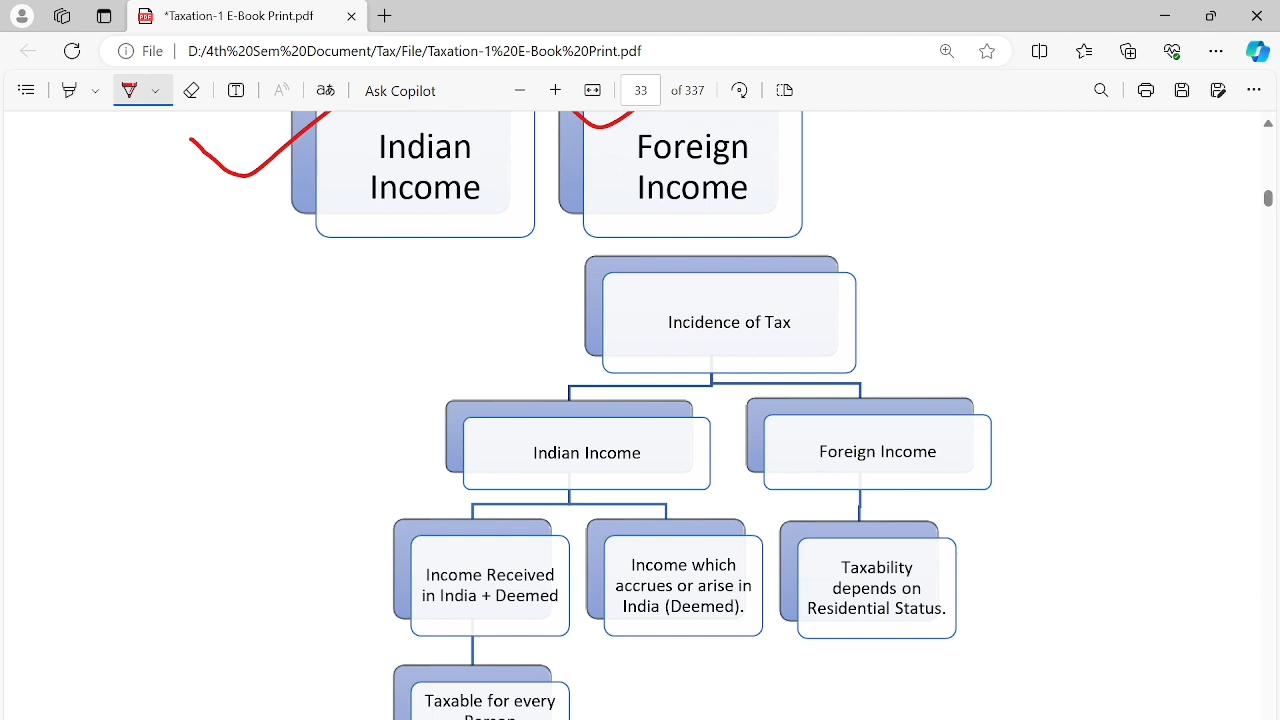 *Taxation-1 E-Book Print.pdf
File
D:/4th%20Sem%20Document/Tax/File/Taxation-1%20E-Book%20Print.pdf
Ask Copilot
33
of 337
Indian
Income
Foreign
Income
Incidence of Tax
Indian Income
Foreign Income
Income Received
in India + Deemed
Income which
accrues or arise in
India (Deemed).
Taxability
depends on
Residential Status.
Taxable for every